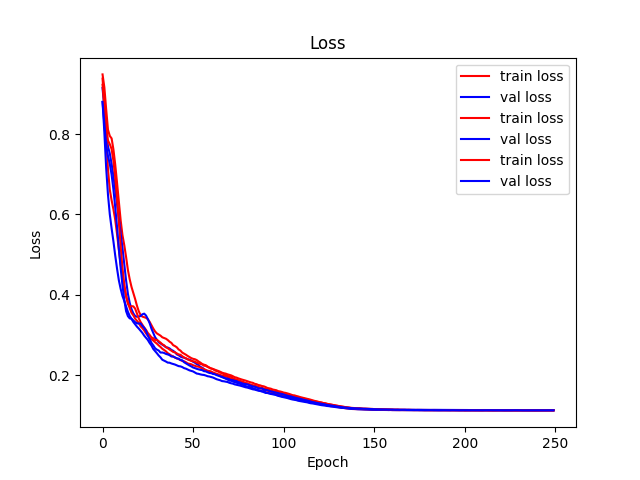 Loss
train loss
val loss
train loss
val loss
train loss
val loss
0.8
0.6
0.4
0.2
Loss
0 50 100 150 200 250
Epoch